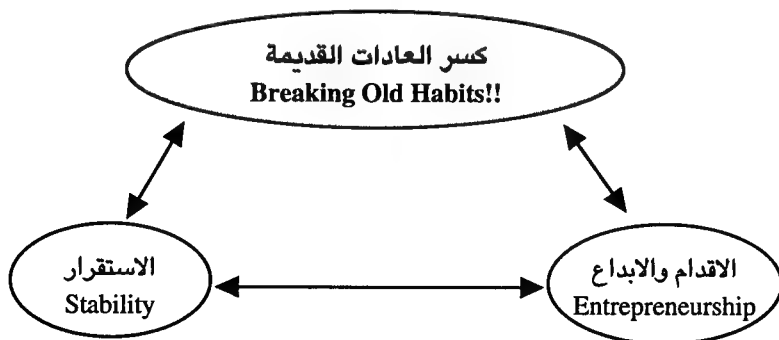 كسر العادات القديمة
Breaking Old Habits!!
الاستقرار
Stability
الاقدام والابداع
Entrepreneurship